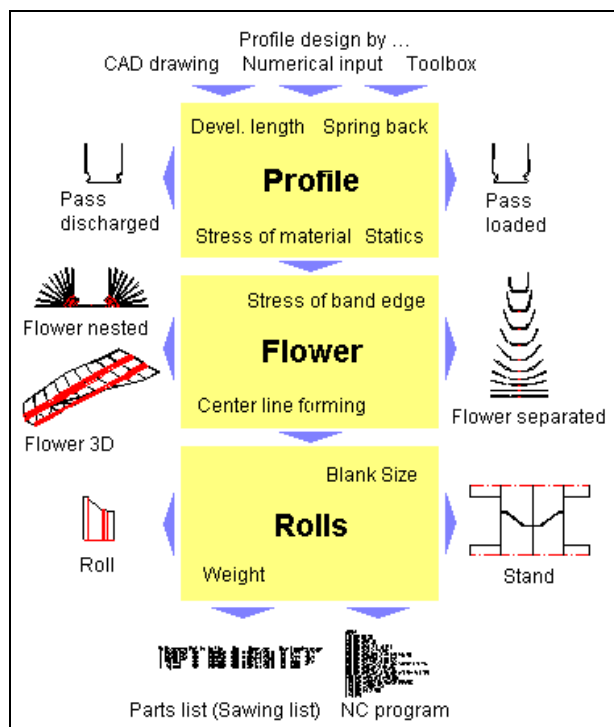 Profile design by ...
CAD drawing Numerical input Toolbox
Devel. length Spring back
Profile
Pass discharged
Pass loaded
Stress of material Statics
Stress of band edge
Flower nested
Flower
Center line forming
Flower separated
Flower 3D
Blank Size
Rolls
Roll
Weight
Stand
Parts list (Sawing list) NC program